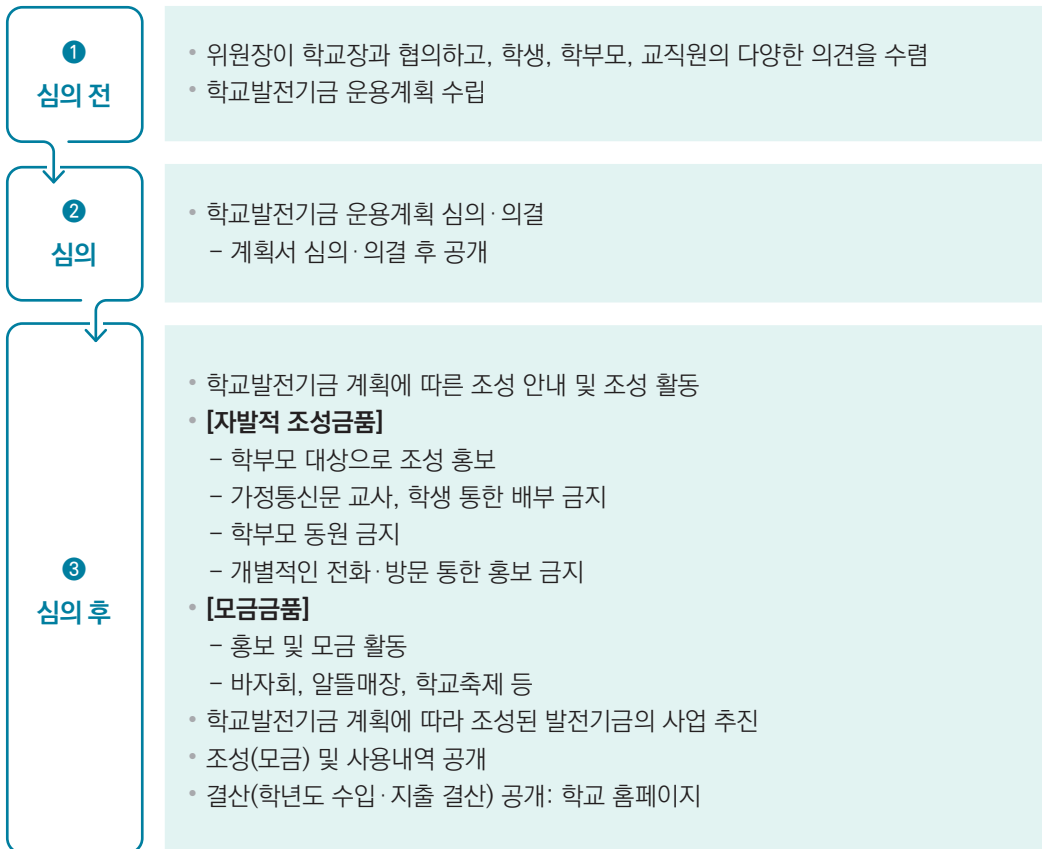 ❶
심의 전
• 위원장이 학교장과 협의하고, 학생, 학부모, 교직원의 다양한 의견을 수렴
• 학교발전기금 운용계획 수립
❷
심의
• 학교발전기금 운용계획 심의·의결
– 계획서 심의·의결 후 공개
❸
심의 후
• 학교발전기금 계획에 따른 조성 안내 및 조성 활동
• [자발적 조성금품]
– 학부모 대상으로 조성 홍보
– 가정통신문 교사, 학생 통한 배부 금지
– 학부모 동원 금지
– 개별적인 전화·방문 통한 홍보 금지
• [모금금품]
– 홍보 및 모금 활동
– 바자회, 알뜰매장, 학교축제 등
• 학교발전기금 계획에 따라 조성된 발전기금의 사업 추진
• 조성(모금) 및 사용내역 공개
• 결산(학년도 수입·지출 결산) 공개: 학교 홈페이지